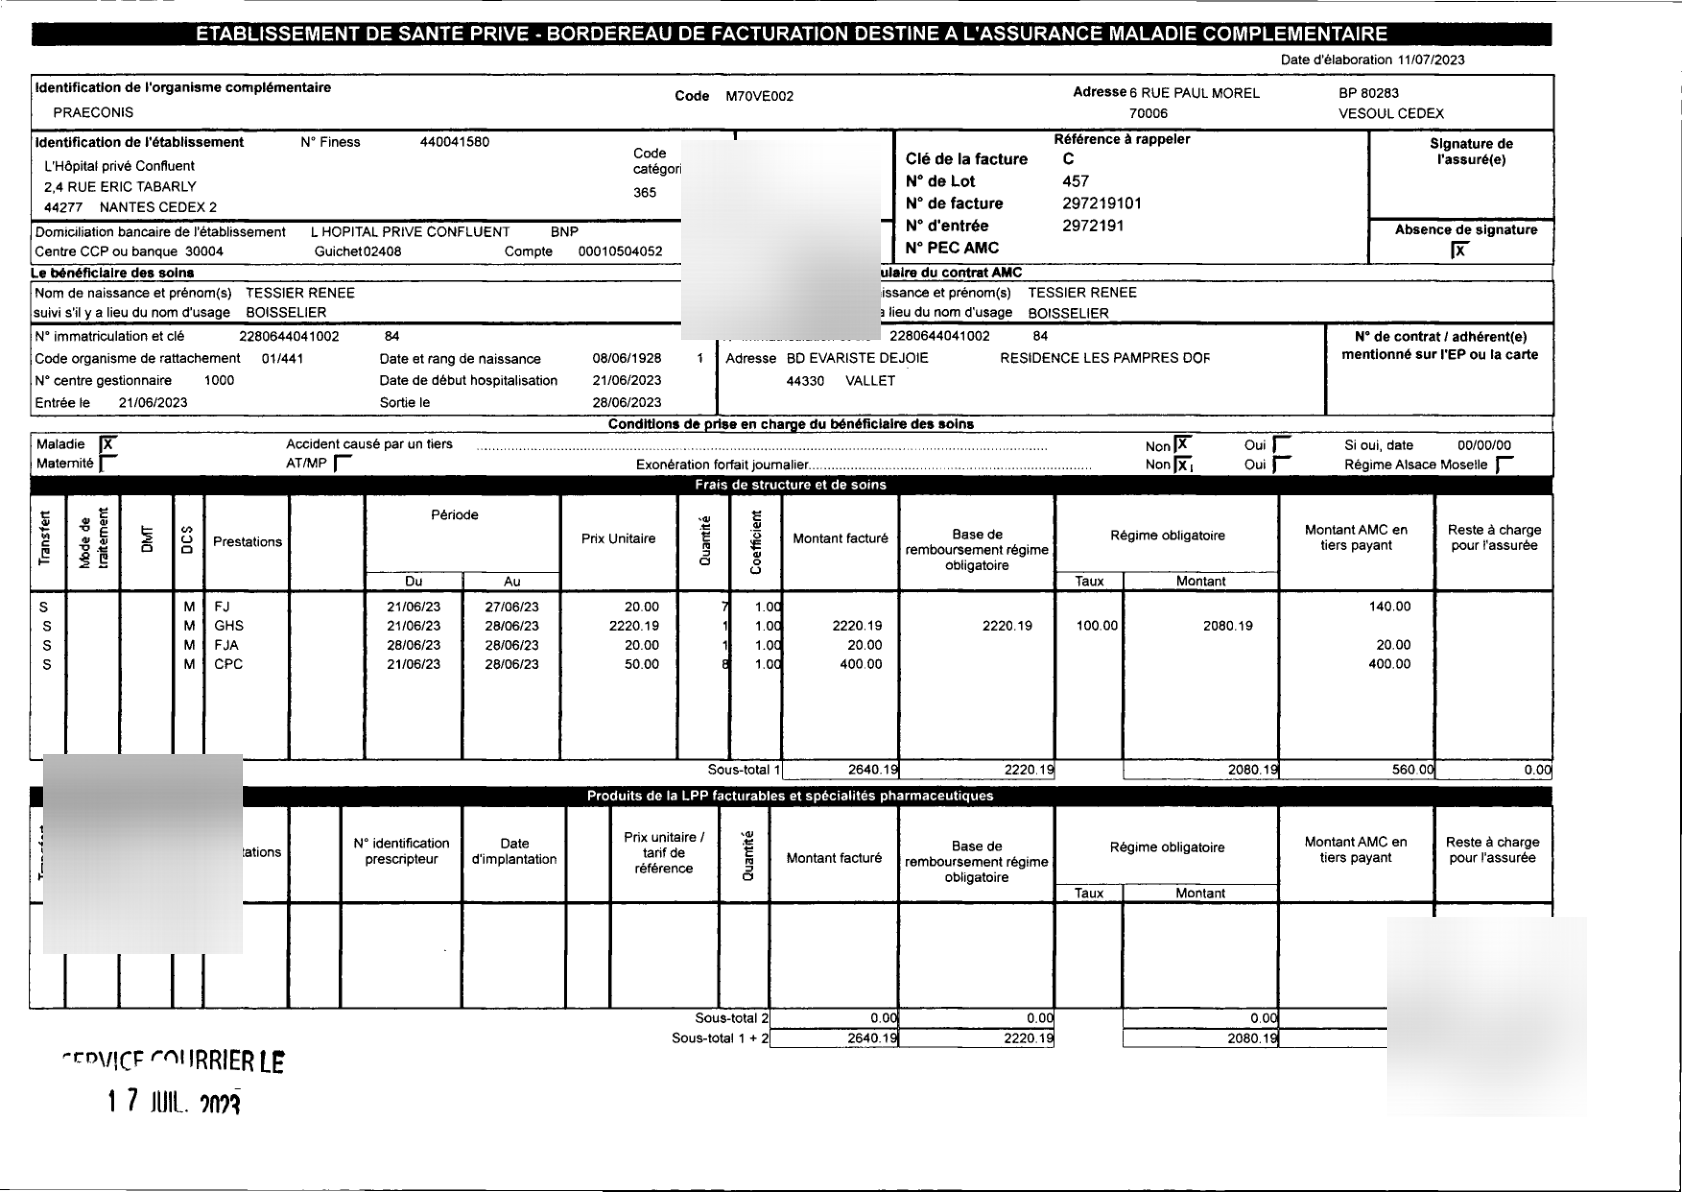 ETABLISSEMENT DE SANTE PRIVE - BORDEREAU DE FACTURATION DESTINE A L'ASSURANCE MALADIE COMPLEMENTAIRE
Date d'élaboration 11/07/2023
Identification de l'organisme complémentaire
Code M70VE002
Adresse 6 RUE PAUL MOREL BP 80283
PRAECONIS
70006 VESOUL CEDEX
Identification de l'établissement N° Finess 440041580
L'Hôpital privé Confluent
2,4 RUE ERIC TABARLY
44277 NANTES CEDEX 2
Code
365
Référence à rappeler
Clé de la facture C
N° de Lot 457
N° de facture 297219101
N° d'entrée 2972191
N° PEC AMC
Signature de
l'assuré(e)
Absence de signature
X
Domiciliation bancaire de l'établissement L HOPITAL PRIVE CONFLUENT BNP
Centre CCP ou banque 30004 Guichet 02408 Compte 00010504052
Le bénéficiaire des soins
du contrat AMC
Nom de naissance et prénom(s) TESSIER RENEE
suivi s'il y a lieu du nom d'usage BOISSELIER
et prénom(s) TESSIER RENEE
lieu du nom d'usage BOISSELIER
N° immatriculation et clé 2280644041002 84
Code organisme de rattachement 01/441 Date et rang de naissance 08/06/1928 1
N° centre gestionnaire 1000 Date de début hospitalisation 21/06/2023
Entrée le 21/06/2023 Sortie le 28/06/2023
2280644041002 84
Adresse BD EVARISTE DEJOIE RESIDENCE LES PAMPRES DOF
44330 VALLET
N° de contrat / adhérent(e)
mentionné sur l'EP ou la carte
Conditions de prise en charge du bénéficiaire des soins
Maladie X Accident causé par un tiers Non X Oui Si oui, date 00/00/00
Maternité AT/MP Exonération forfait journalier Non X Oui Régime Alsace Moselle
Frais de structure et de soins
Transfert
Mode de
traitement
DMT
DCS
Prestations
Période
Du Au
Prix Unitaire
Quantité
Coefficient
Montant facturé
Base de
remboursement régime
obligatoire
Régime obligatoire
Taux Montant
Montant AMC en
tiers payant
Reste à charge
pour l'assurée
S M FJ 21/06/23 27/06/23 20.00 7 1.00 140.00
S M GHS 21/06/23 28/06/23 2220.19 1 1.00 2220.19 2220.19 100.00 2080.19
S M FJA 28/06/23 28/06/23 20.00 1 1.00 20.00 20.00
S M CPC 21/06/23 28/06/23 50.00 8 1.00 400.00 400.00
Sous-total 1 2640.19 2220.19 2080.19 560.00 0.00
Produits de la LPP facturables et spécialités pharmaceutiques
N° identification
prescripteur
Date
d'implantation
Prix unitaire /
tarif de
référence
Quantité
Montant facturé
Base de
remboursement régime
obligatoire
Régime obligatoire
Taux Montant
Montant AMC en
tiers payant
Reste à charge
pour l'assurée
Sous-total 2 0.00 0.00 0.00
Sous-total 1 + 2 2640.19 2220.19 2080.19
SERVICE COURRIER LE
17 JUIL. 2023